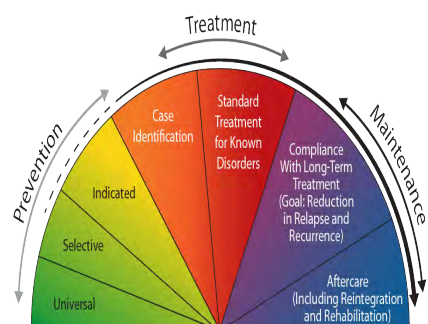 Treatment
Prevention
Maintenance
Universal
Selective
Indicated
Case
Identification
Standard
Treatment
for Known
Disorders
Compliance
With Long-Term
Treatment
(Goal: Reduction
in Relapse and
Recurrence)
Aftercare
(Including Reintegration
and Rehabilitation)